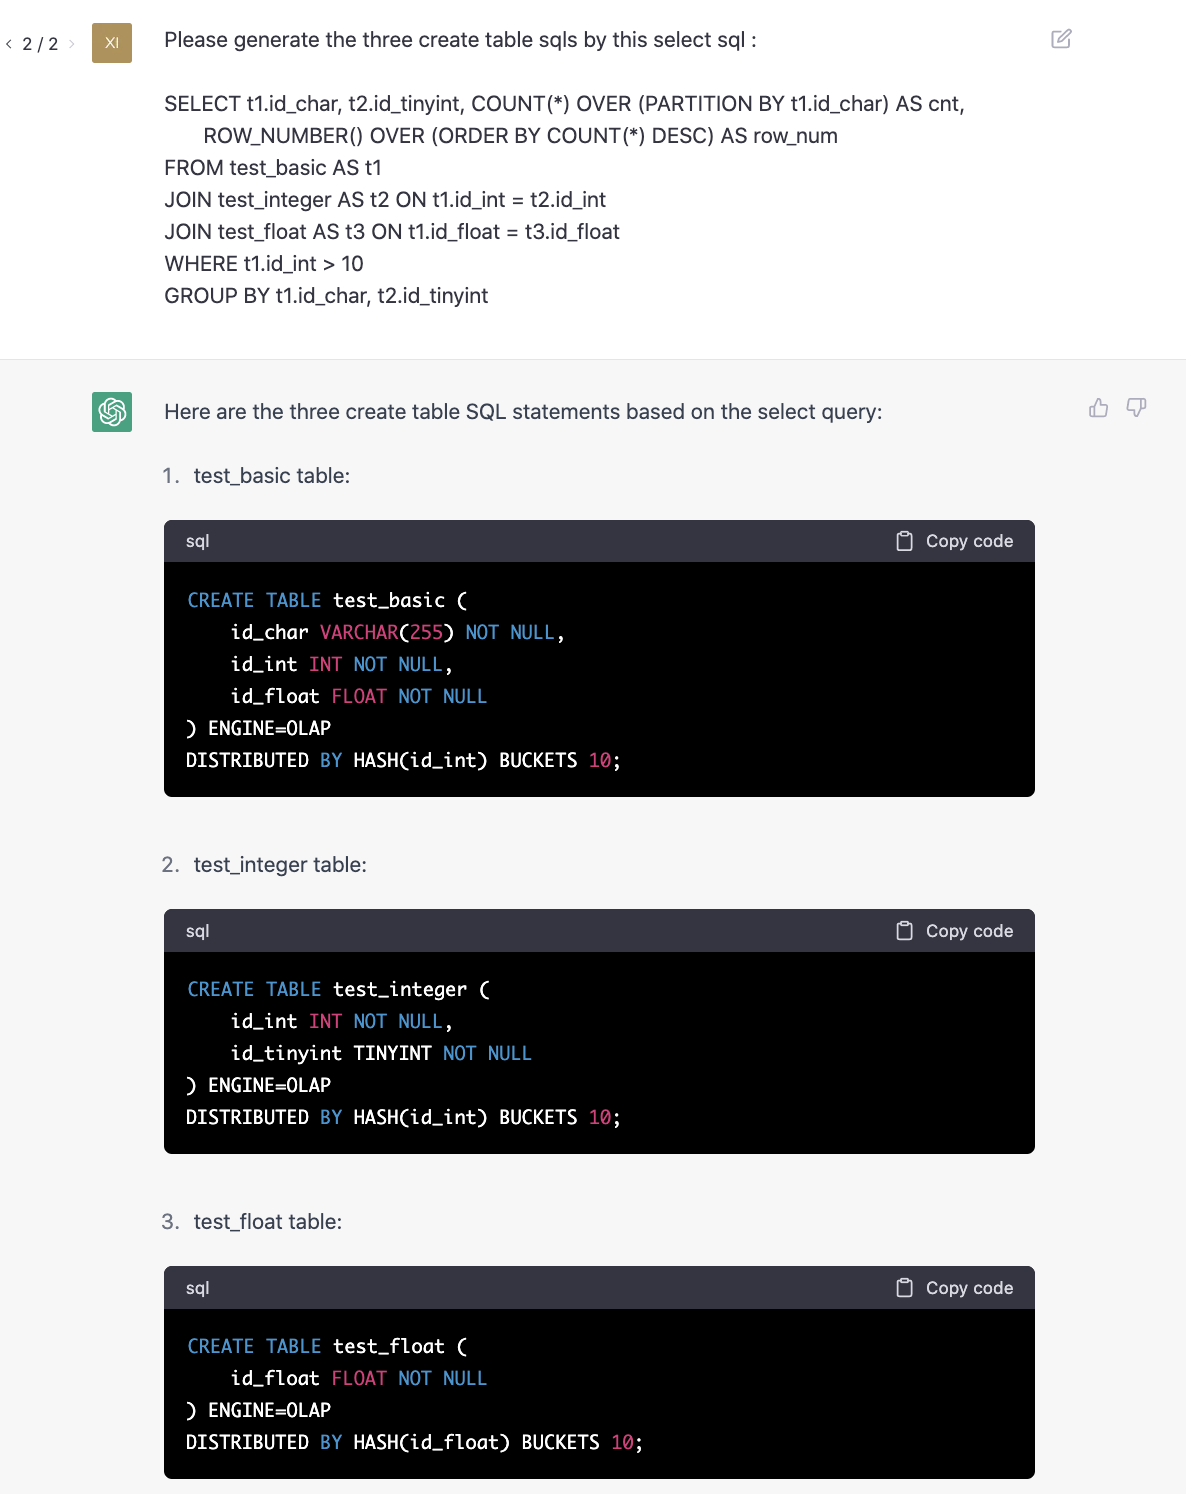 < 2 / 2 >
XI
Please generate the three create table sqls by this select sql :
SELECT t1.id_char, t2.id_tinyint, COUNT(*) OVER (PARTITION BY t1.id_char) AS cnt,
ROW_NUMBER() OVER (ORDER BY COUNT(*) DESC) AS row_num
FROM test_basic AS t1
JOIN test_integer AS t2 ON t1.id_int = t2.id_int
JOIN test_float AS t3 ON t1.id_float = t3.id_float
WHERE t1.id_int > 10
GROUP BY t1.id_char, t2.id_tinyint
Here are the three create table SQL statements based on the select query:
1. test_basic table:
sql Copy code
CREATE TABLE test_basic (
id_char VARCHAR(255) NOT NULL,
id_int INT NOT NULL,
id_float FLOAT NOT NULL
) ENGINE=OLAP
DISTRIBUTED BY HASH(id_int) BUCKETS 10;
2. test_integer table:
sql Copy code
CREATE TABLE test_integer (
id_int INT NOT NULL,
id_tinyint TINYINT NOT NULL
) ENGINE=OLAP
DISTRIBUTED BY HASH(id_int) BUCKETS 10;
3. test_float table:
sql Copy code
CREATE TABLE test_float (
id_float FLOAT NOT NULL
) ENGINE=OLAP
DISTRIBUTED BY HASH(id_float) BUCKETS 10;